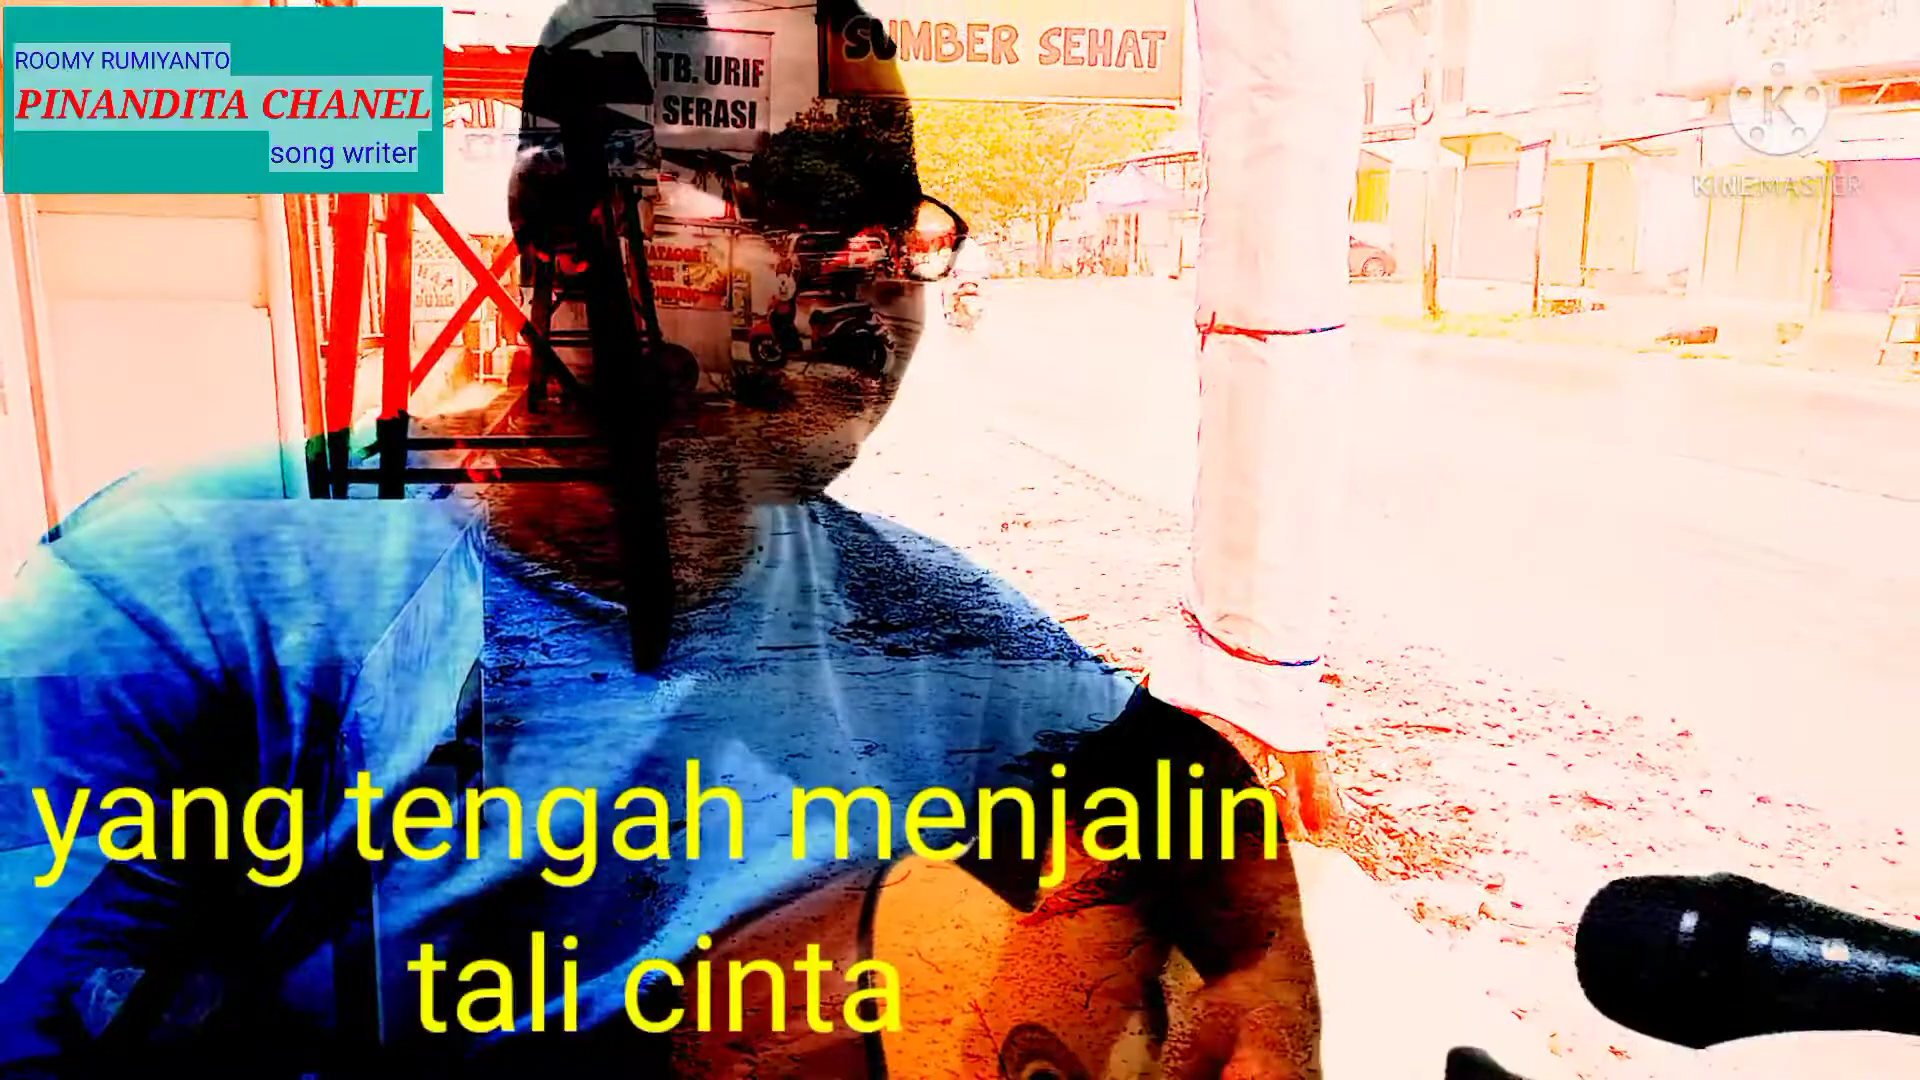 ROOMY RUMIYANTO
PINANDITA CHANEL
song writer
SUMBER SEHAT
TB. URIF
SERASI
KINEMASTER
yang tengah menjalin
tali cinta